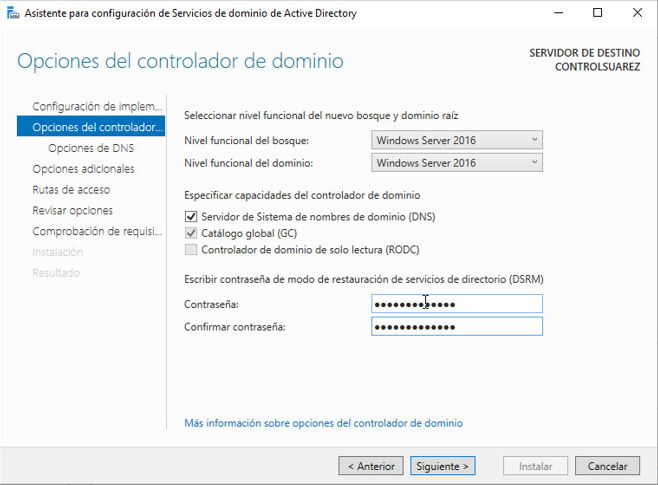 Asistente para configuración de Servicios de dominio de Active Directory
Opciones del controlador de dominio
SERVIDOR DE DESTINO
CONTROLSUAREZ
Configuración de implem...
Opciones del controlador...
Opciones de DNS
Opciones adicionales
Rutas de acceso
Revisar opciones
Comprobación de requisi...
Instalación
Resultado
Seleccionar nivel funcional del nuevo bosque y dominio raíz
Nivel funcional del bosque: Windows Server 2016
Nivel funcional del dominio: Windows Server 2016
Especificar capacidades del controlador de dominio
Servidor de Sistema de nombres de dominio (DNS)
Catálogo global (GC)
Controlador de dominio de solo lectura (RODC)
Escribir contraseña de modo de restauración de servicios de directorio (DSRM)
Contraseña: •••••••••••••
Confirmar contraseña: •••••••••••••
Más información sobre opciones del controlador de dominio
< Anterior Siguiente > Instalar Cancelar